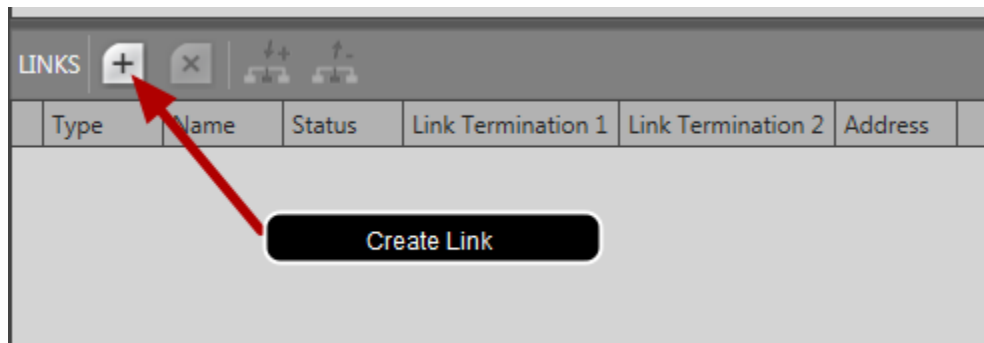 LINKS
Type Name Status Link Termination 1 Link Termination 2 Address
Create Link